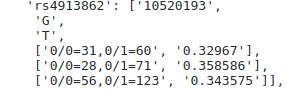 'rs4913862': ['10520193',
'G',
'T',
['0/0=31,0/1=60', '0.32967'],
['0/0=28,0/1=71', '0.358586'],
['0/0=56,0/1=123', '0.343575']],